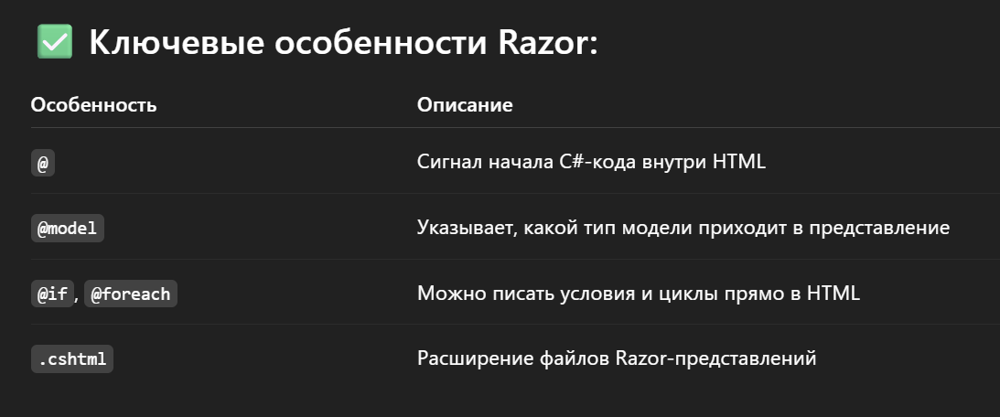 ✅ Ключевые особенности Razor:
Особенность Описание
@ Сигнал начала C#-кода внутри HTML
@model Указывает, какой тип модели приходит в представление
@if, @foreach Можно писать условия и циклы прямо в HTML
.cshtml Расширение файлов Razor-представлений